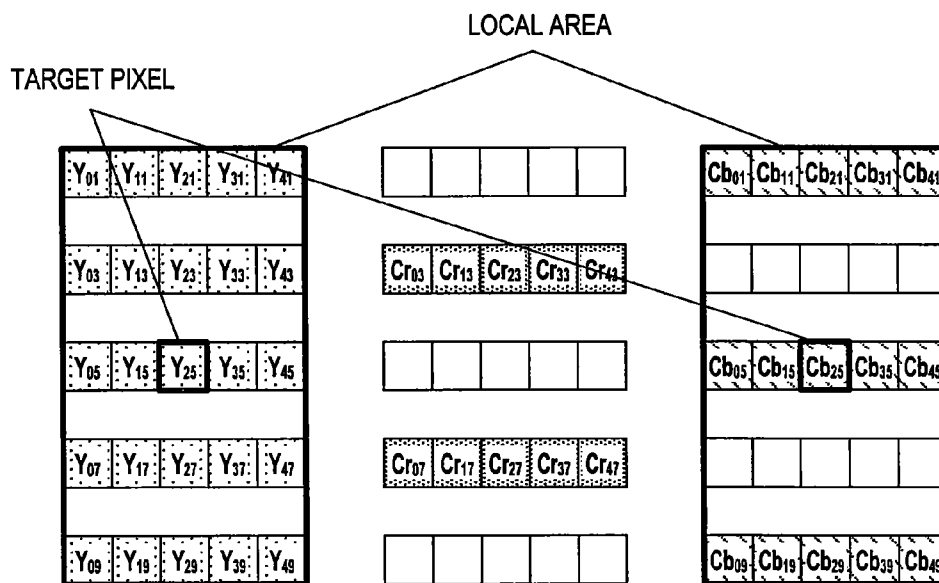 LOCAL AREA
TARGET PIXEL
Y01 Y11 Y21 Y31 Y41 Cb01 Cb11 Cb21 Cb31 Cb41
Y03 Y13 Y23 Y33 Y43 Cr03 Cr13 Cr23 Cr33 Cr43
Y05 Y15 Y25 Y35 Y45 Cb05 Cb15 Cb25 Cb35 Cb45
Y07 Y17 Y27 Y37 Y47 Cr07 Cr17 Cr27 Cr37 Cr47
Y09 Y19 Y29 Y39 Y49 Cb09 Cb19 Cb29 Cb39 Cb49